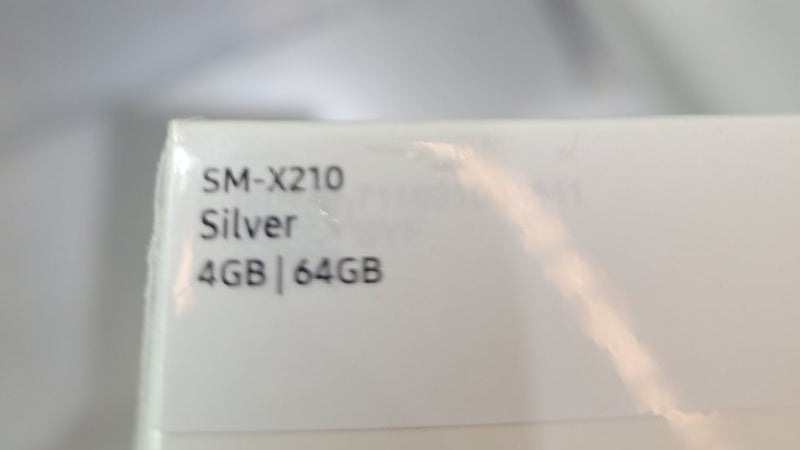 SM-X210
Silver
4GB | 64GB